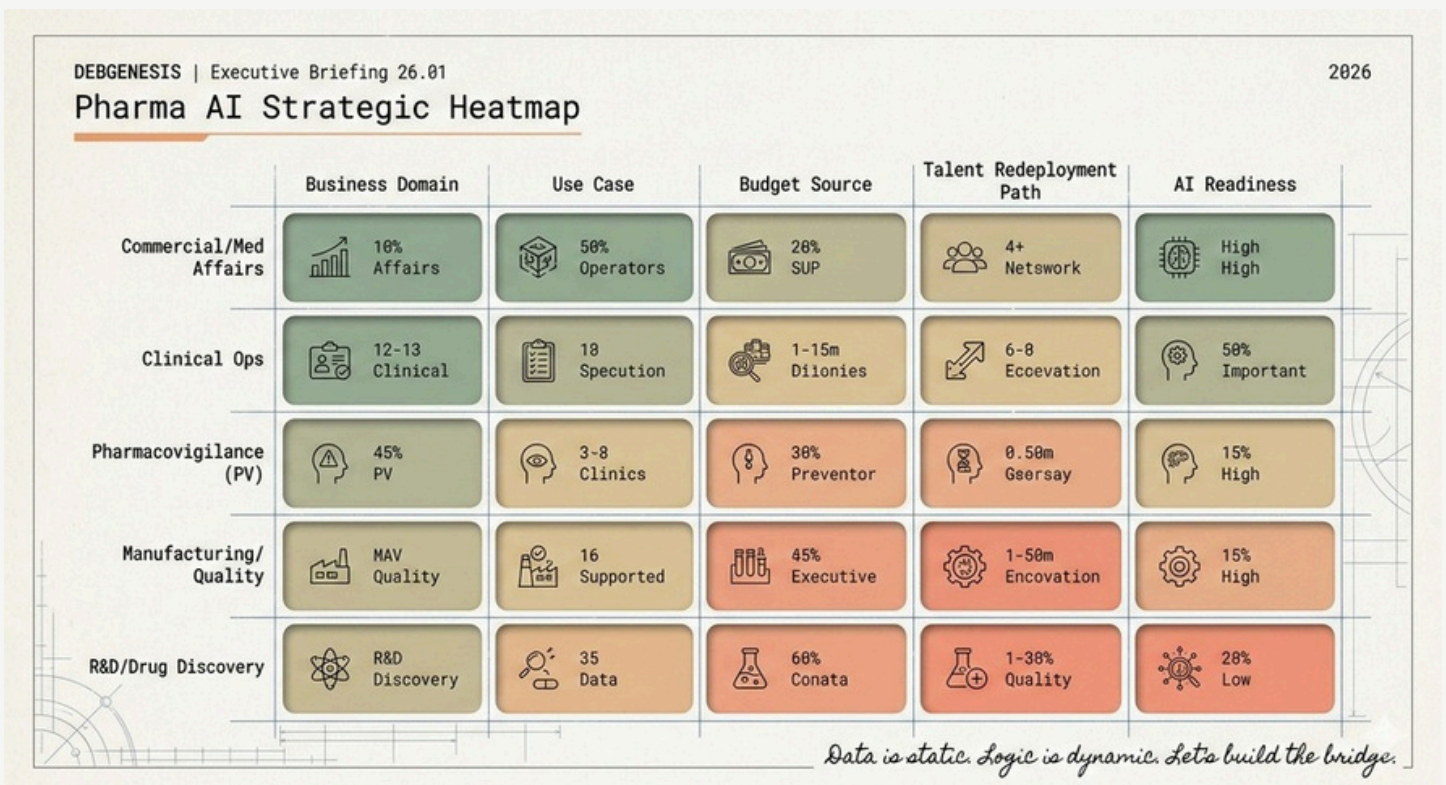 DEBGENESIS | Executive Briefing 26.01
2026
Pharma AI Strategic Heatmap
Business Domain
Use Case
Budget Source
Talent Redeployment
Path
AI Readiness
Commercial/Med
Affairs
10%
Affairs
50%
Operators
20%
SUP
4+
Netswork
High
High
Clinical Ops
12-13
Clinical
18
Specution
1-15m
Diionies
6-8
Eccevation
50%
Important
Pharmacovigilance
(PV)
45%
PV
3-8
Clinics
30%
Preventor
0.50m
Gsersay
15%
High
Manufacturing/
Quality
MAV
Quality
16
Supported
45%
Executive
1-50m
Encovation
15%
High
R&D/Drug Discovery
R&D
Discovery
35
Data
60%
Conata
1-30%
Quality
20%
Low
Data is static. Logic is dynamic. Let's build the bridge.